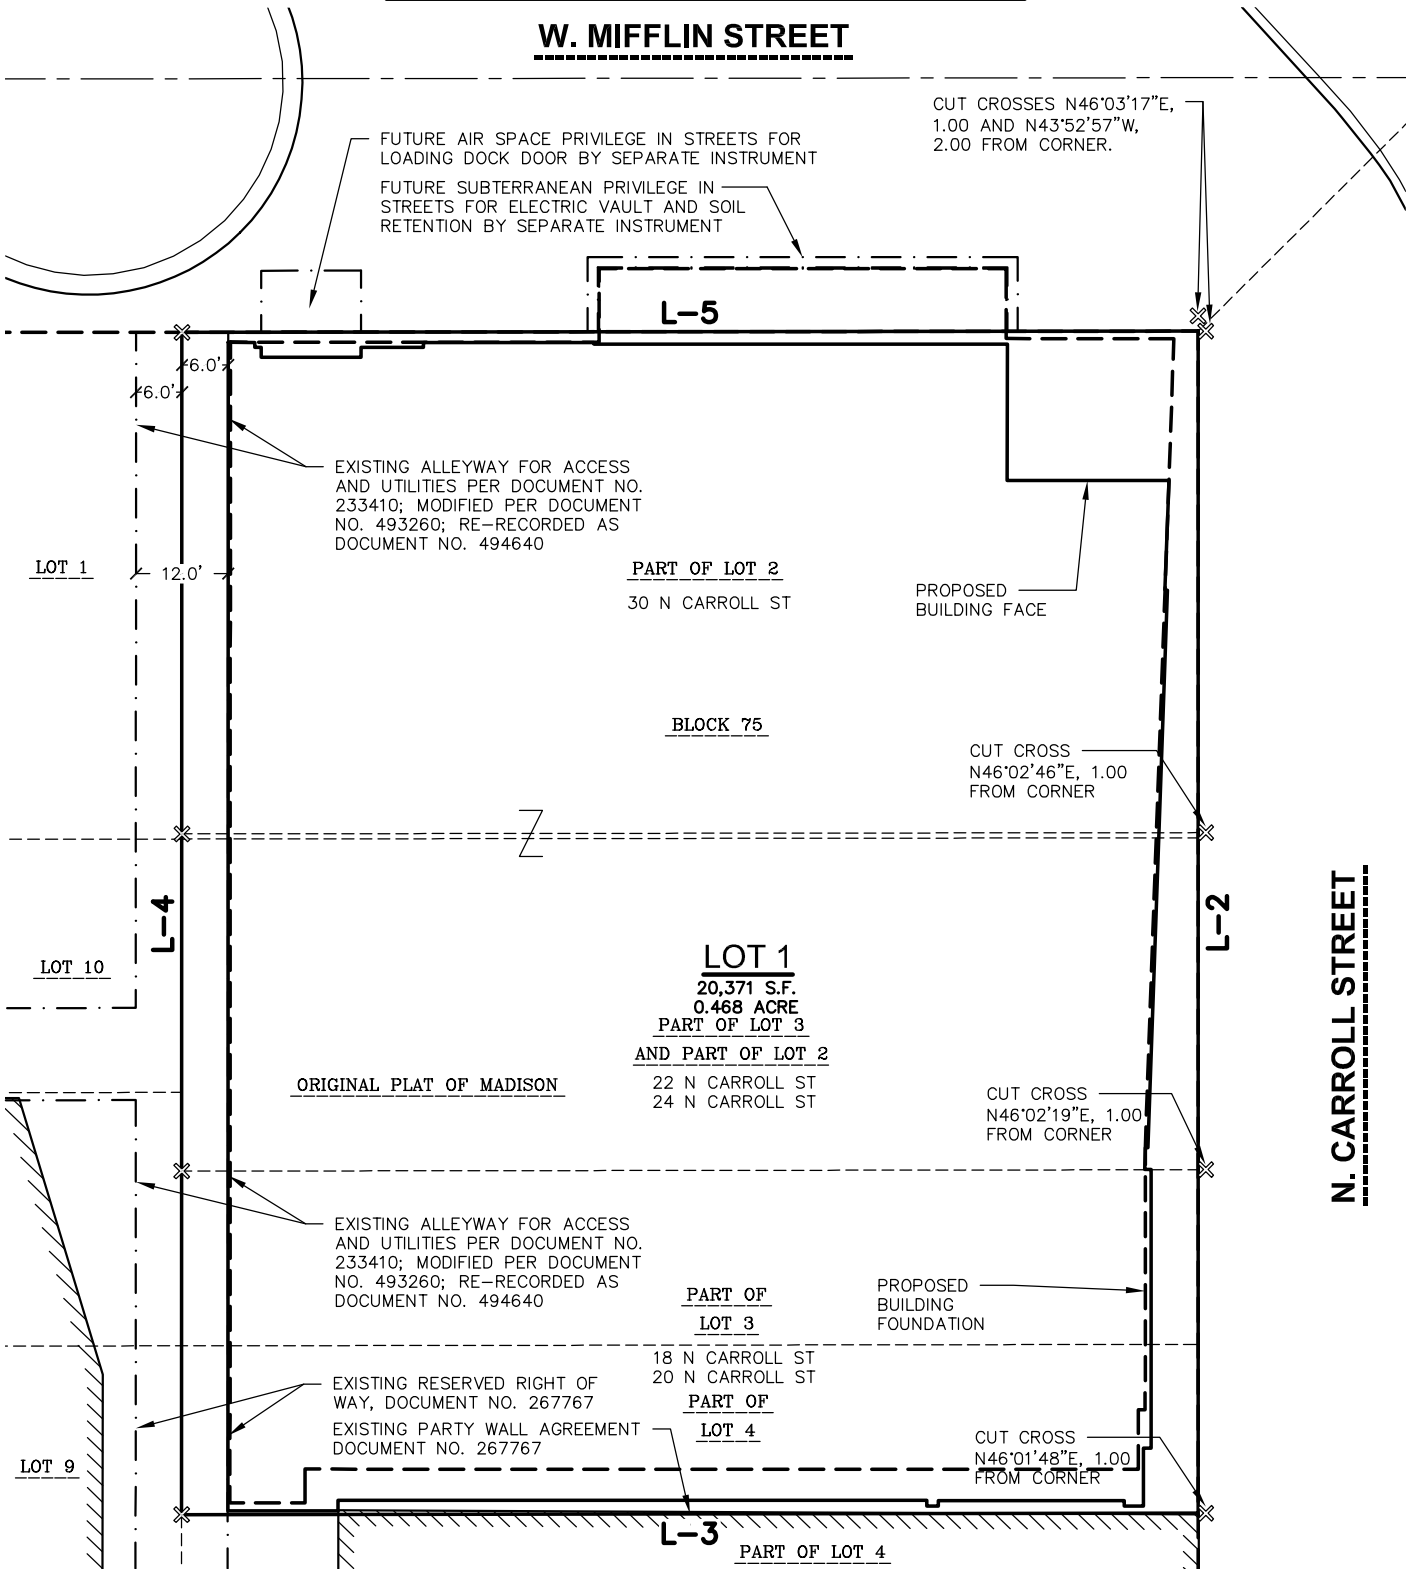 W. MIFFLIN STREET
CUT CROSSES N46°03'17"E,
1.00 AND N43°52'57"W,
2.00 FROM CORNER.
FUTURE AIR SPACE PRIVILEGE IN STREETS FOR
LOADING DOCK DOOR BY SEPARATE INSTRUMENT
FUTURE SUBTERRANEAN PRIVILEGE IN
STREETS FOR ELECTRIC VAULT AND SOIL
RETENTION BY SEPARATE INSTRUMENT
L-5
6.0'
6.0'
EXISTING ALLEYWAY FOR ACCESS
AND UTILITIES PER DOCUMENT NO.
233410; MODIFIED PER DOCUMENT
NO. 493260; RE-RECORDED AS
DOCUMENT NO. 494640
LOT 1
12.0'
PART OF LOT 2
30 N CARROLL ST
PROPOSED
BUILDING FACE
BLOCK 75
CUT CROSS
N46°02'46"E, 1.00
FROM CORNER
Z
L-4
L-2
N. CARROLL STREET
LOT 10
LOT 1
20,371 S.F.
0.468 ACRE
PART OF LOT 3
AND PART OF LOT 2
22 N CARROLL ST
24 N CARROLL ST
ORIGINAL PLAT OF MADISON
CUT CROSS
N46°02'19"E, 1.00
FROM CORNER
EXISTING ALLEYWAY FOR ACCESS
AND UTILITIES PER DOCUMENT NO.
233410; MODIFIED PER DOCUMENT
NO. 493260; RE-RECORDED AS
DOCUMENT NO. 494640
PROPOSED
BUILDING
FOUNDATION
PART OF
LOT 3
18 N CARROLL ST
20 N CARROLL ST
PART OF
LOT 4
EXISTING RESERVED RIGHT OF
WAY, DOCUMENT NO. 267767
EXISTING PARTY WALL AGREEMENT
DOCUMENT NO. 267767
CUT CROSS
N46°01'48"E, 1.00
FROM CORNER
LOT 9
L-3
PART OF LOT 4